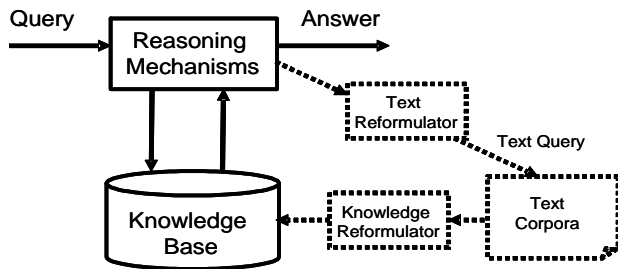 Query
Answer
Reasoning
Mechanisms
Text
Reformulator
Text Query
Text
Corpora
Knowledge
Reformulator
Knowledge
Base